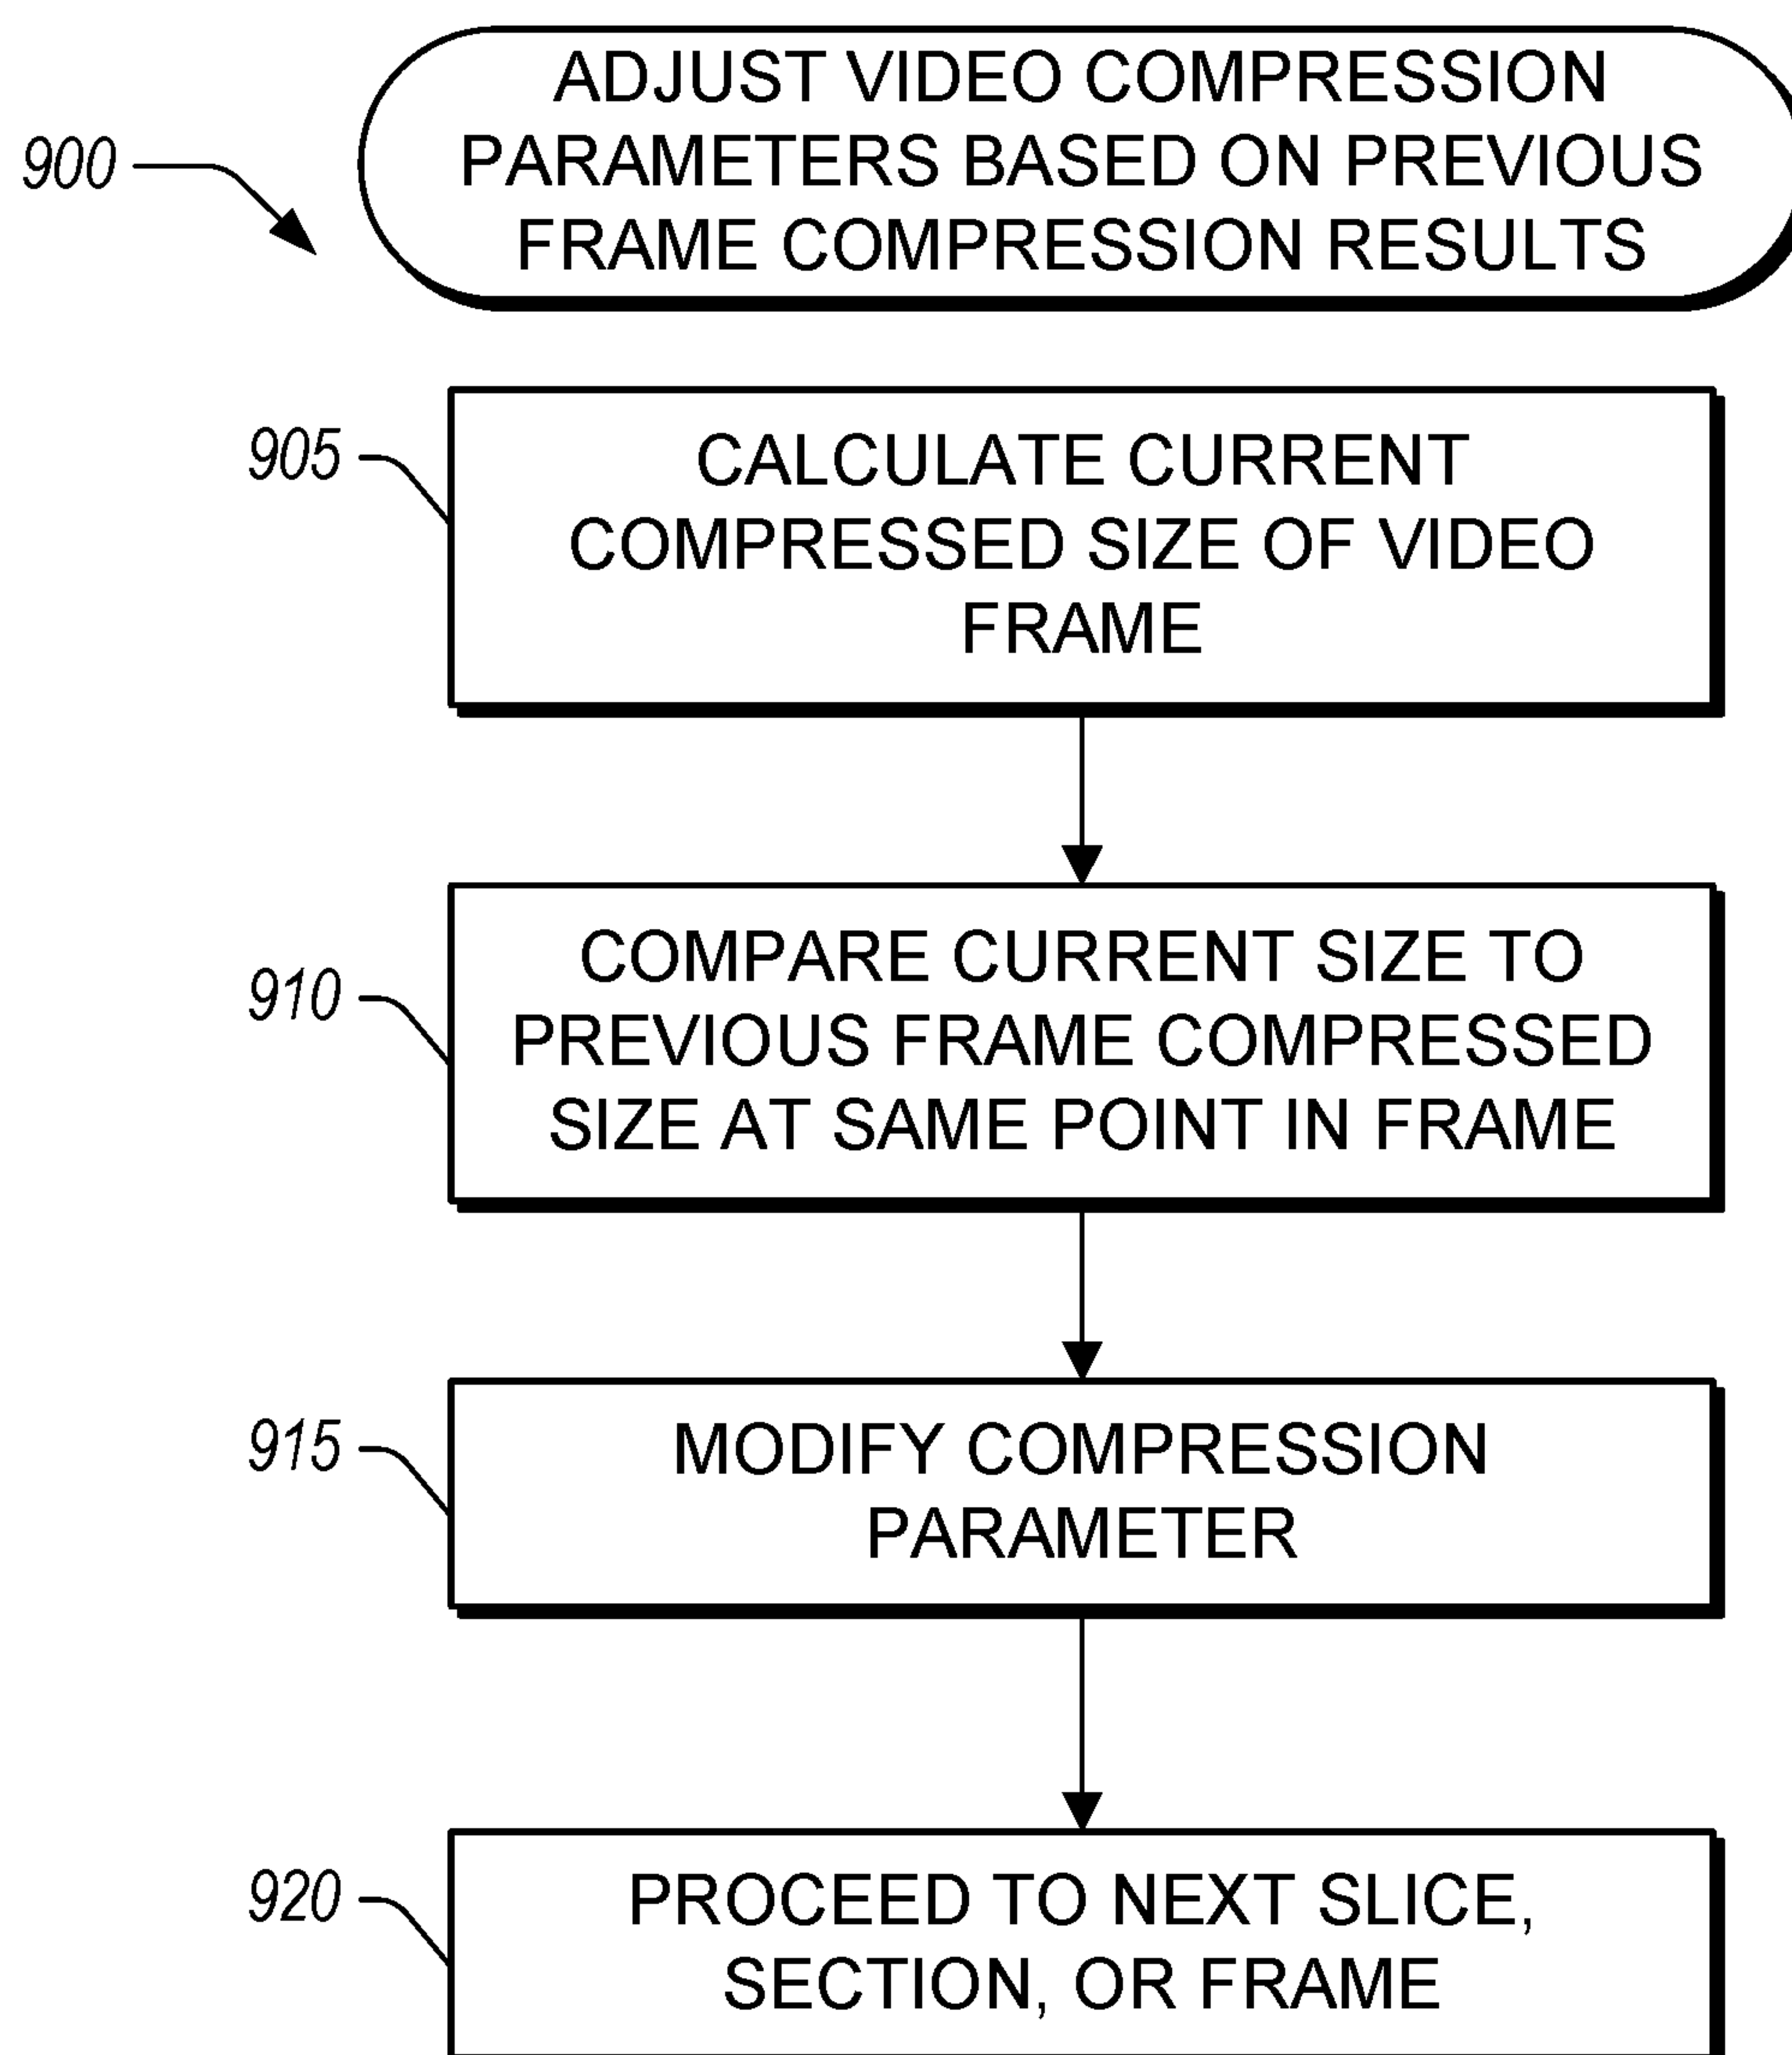 ADJUST VIDEO COMPRESSION
PARAMETERS BASED ON PREVIOUS
FRAME COMPRESSION RESULTS
900
905
CALCULATE CURRENT
COMPRESSED SIZE OF VIDEO
FRAME
910
COMPARE CURRENT SIZE TO
PREVIOUS FRAME COMPRESSED
SIZE AT SAME POINT IN FRAME
915
MODIFY COMPRESSION
PARAMETER
920
PROCEED TO NEXT SLICE,
SECTION, OR FRAME